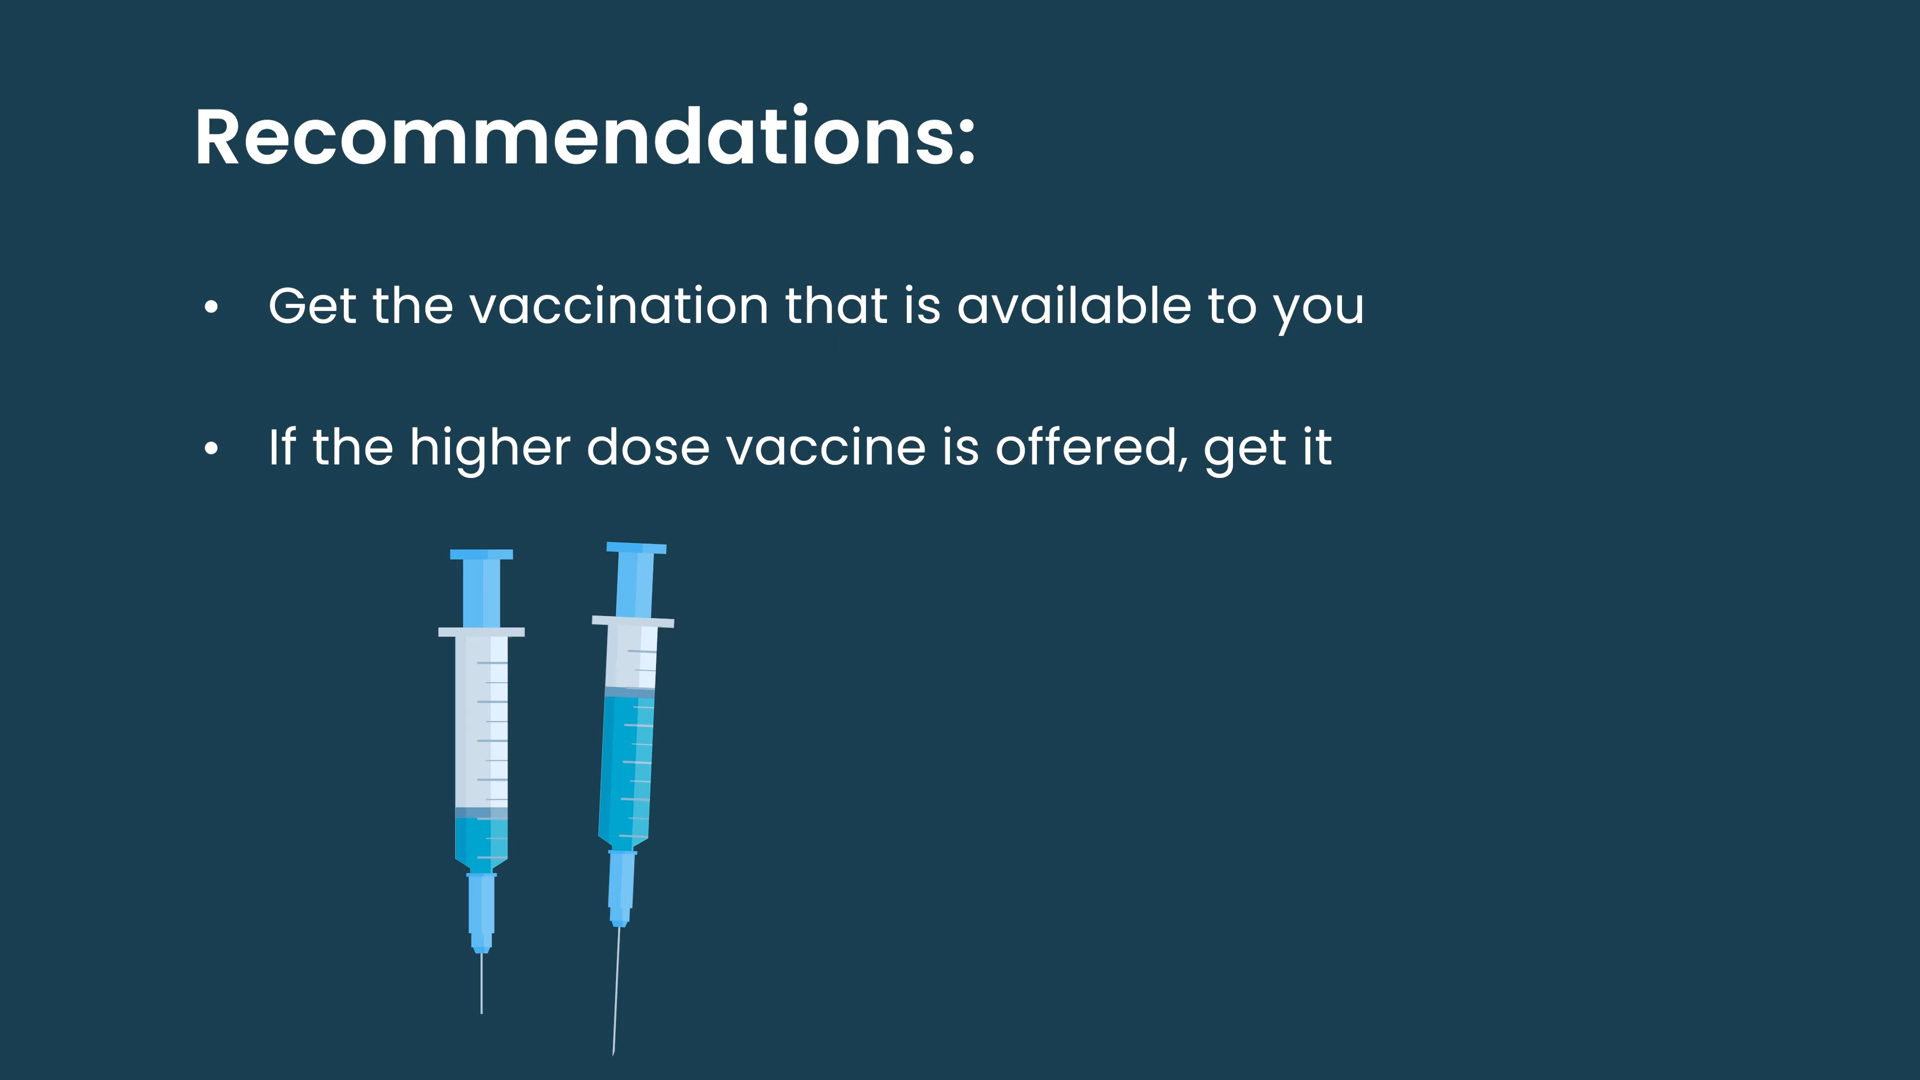 Recommendations:
• Get the vaccination that is available to you
• If the higher dose vaccine is offered, get it